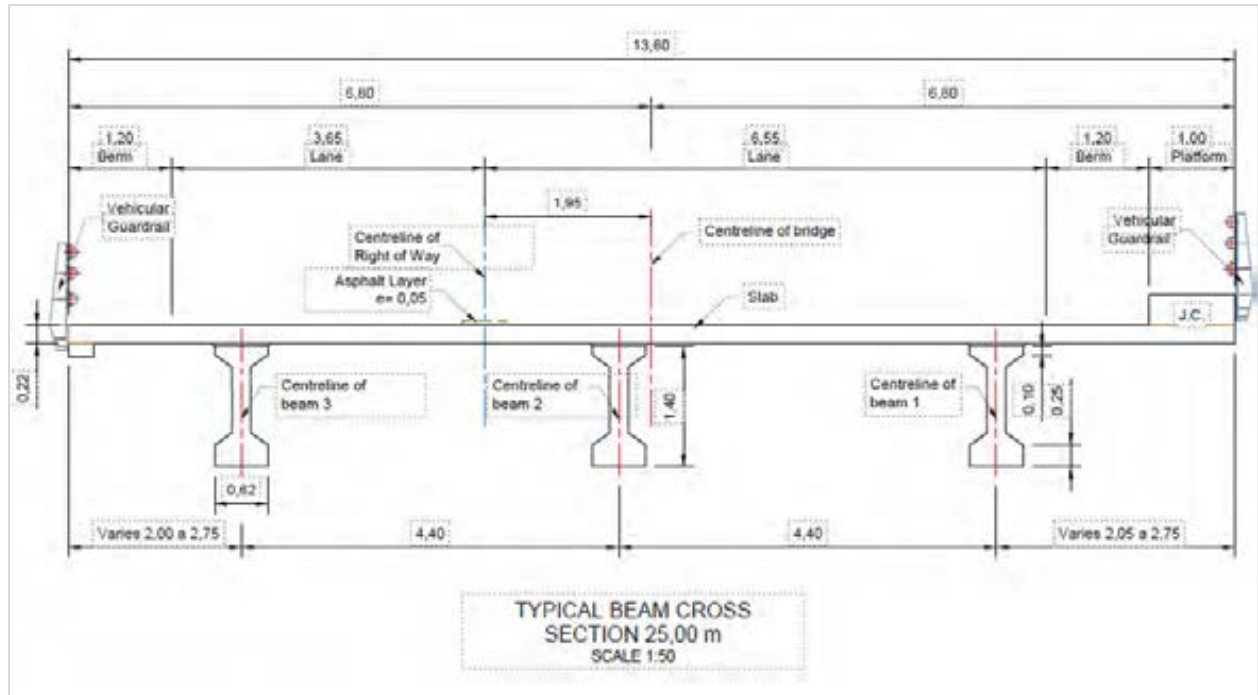 13,60
6,80
6,80
1,20
Berm
3,65
Lane
6,55
Lane
1,20
Berm
1,00
Platform
1,95
Vehicular
Guardrail
Centreline of
Right of Way
Centreline of bridge
Vehicular
Guardrail
Asphalt Layer
e= 0,05
Slab
J.C.
0,22
Centreline of
beam 3
Centreline of
beam 2
1,40
Centreline of
beam 1
0,10
0,25
0,62
Varies 2,00 a 2,75
4,40
4,40
Varies 2,05 a 2,75
TYPICAL BEAM CROSS
SECTION 25,00 m
SCALE 1:50